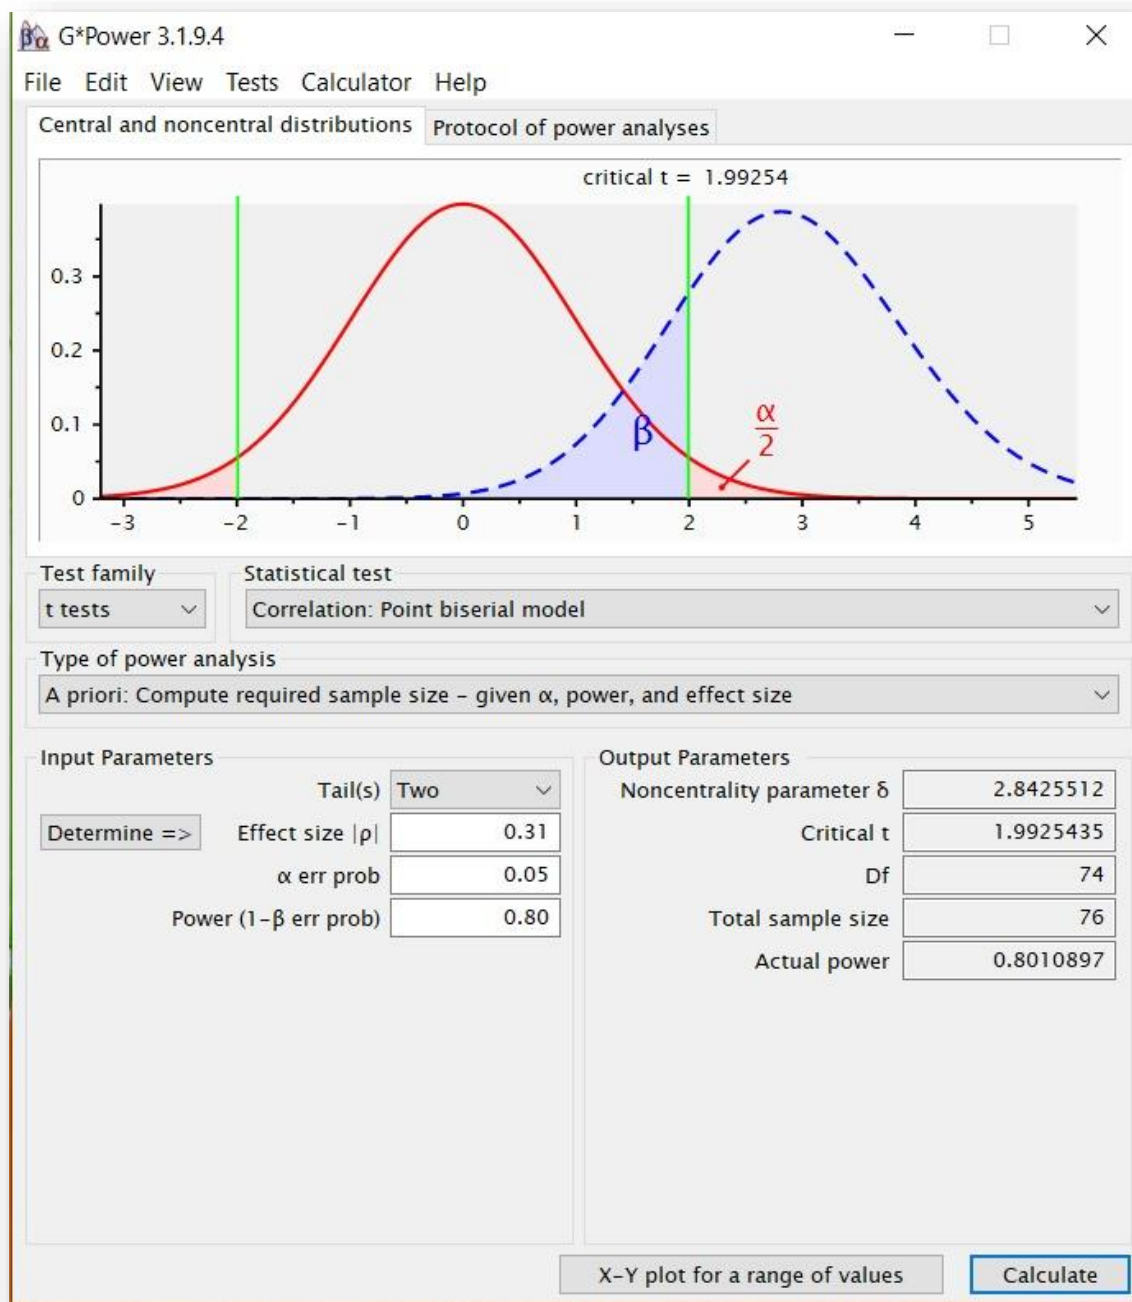 G*Power 3.1.9.4
File Edit View Tests Calculator Help
Central and noncentral distributions Protocol of power analyses
critical t = 1.99254
0.3
0.2
0.1
0
β
α
2
-3 -2 -1 0 1 2 3 4 5
Test family Statistical test
t tests Correlation: Point biserial model
Type of power analysis
A priori: Compute required sample size - given α, power, and effect size
Input Parameters Output Parameters
Tail(s) Two Noncentrality parameter δ 2.8425512
Determine => Effect size |ρ| 0.31 Critical t 1.9925435
α err prob 0.05 Df 74
Power (1-β err prob) 0.80 Total sample size 76
Actual power 0.8010897
X-Y plot for a range of values Calculate